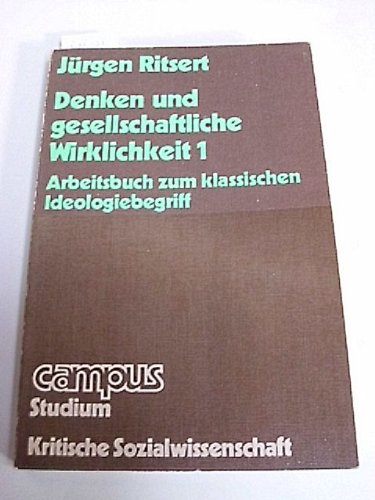 Jürgen Ritsert
Denken und
gesellschaftliche
Wirklichkeit 1
Arbeitsbuch zum klassischen
Ideologiebegriff
campus
Studium
Kritische Sozialwissenschaft